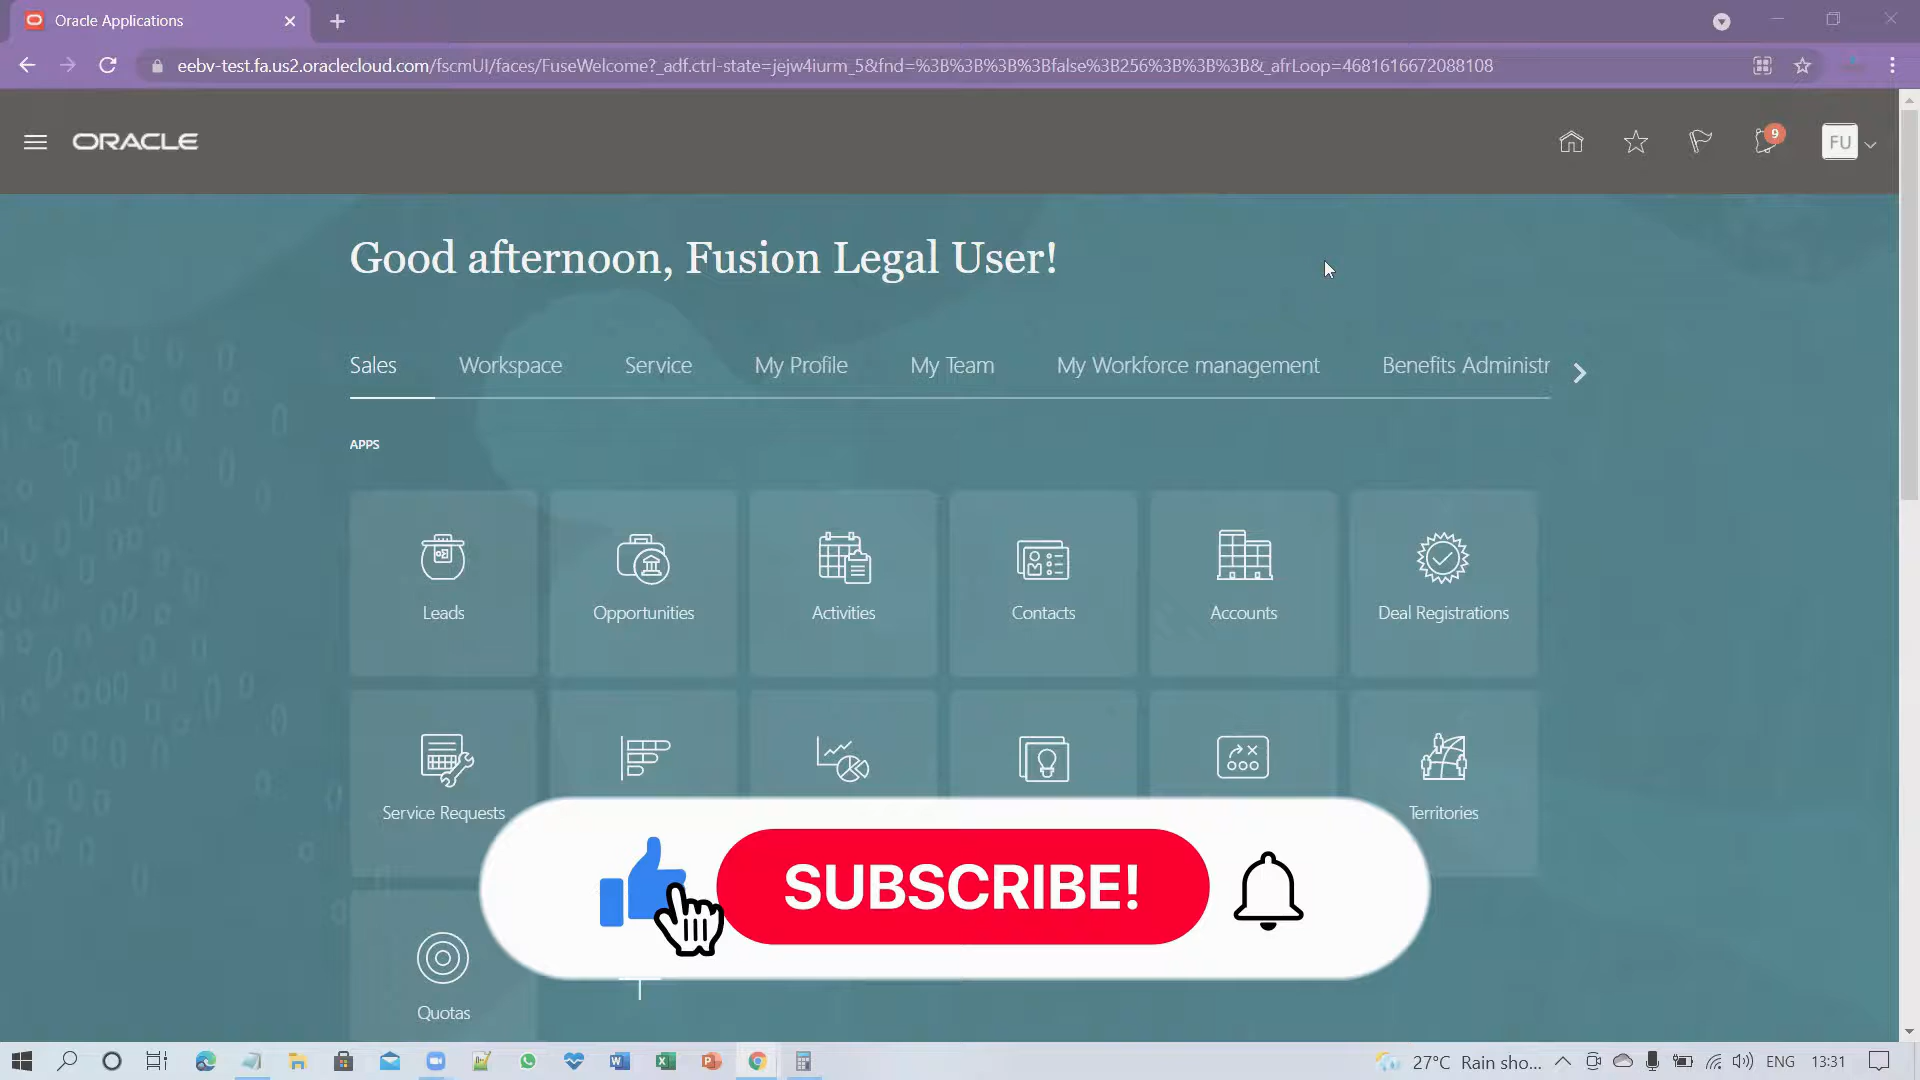 Oracle Applications
eebv-test.fa.us2.oraclecloud.com/fscmUI/faces/FuseWelcome?_adf.ctrl-state=jejw4iurm_5&fnd=%3B%3B%3B%3Bfalse%3B256%3B%3B%3B&_afrLoop=4681616672088108
ORACLE
9
FU
Good afternoon, Fusion Legal User!
Sales
Workspace
Service
My Profile
My Team
My Workforce management
Benefits Administr
APPS
Leads
Opportunities
Activities
Contacts
Accounts
Deal Registrations
Service Requests
Territories
SUBSCRIBE!
Quotas
27°C Rain sho...
ENG
13:31